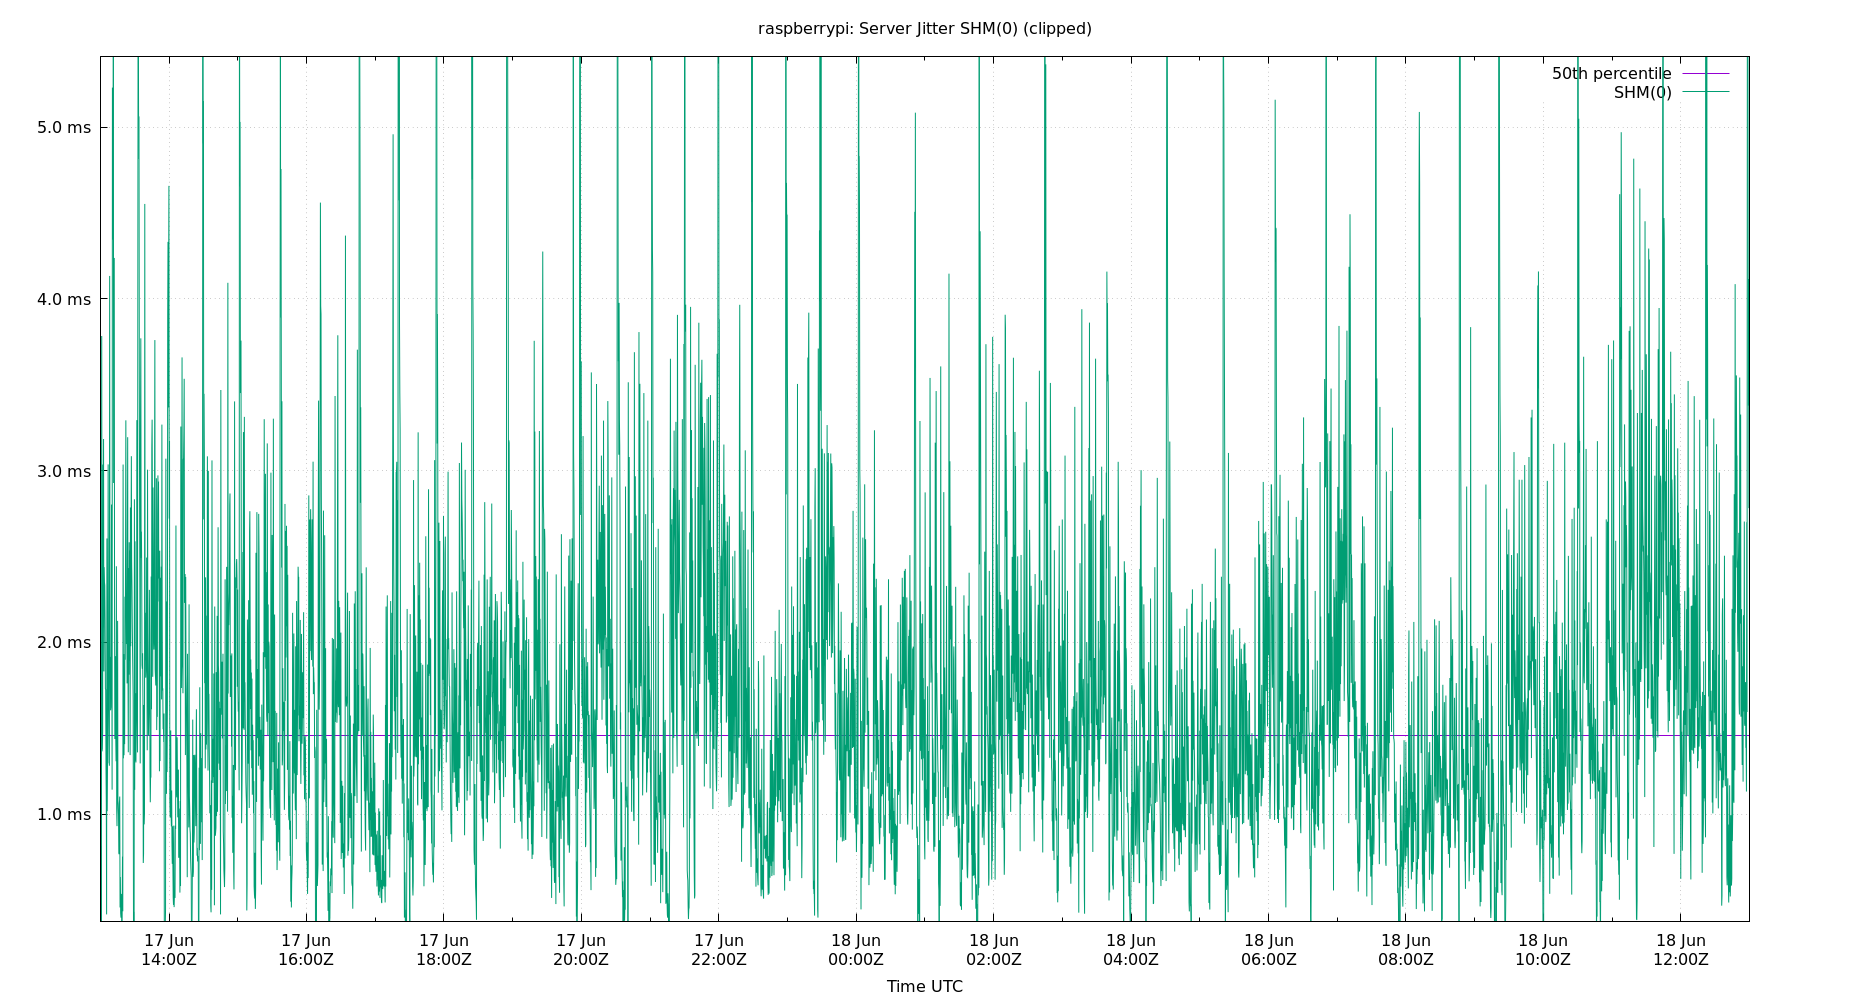 raspberrypi: Server Jitter SHM(0) (clipped)
50th percentile
SHM(0)
5.0 ms
4.0 ms
3.0 ms
2.0 ms
1.0 ms
17 Jun 17 Jun 17 Jun 17 Jun 17 Jun 18 Jun 18 Jun 18 Jun 18 Jun 18 Jun 18 Jun 18 Jun
14:00Z 16:00Z 18:00Z 20:00Z 22:00Z 00:00Z 02:00Z 04:00Z 06:00Z 08:00Z 10:00Z 12:00Z
Time UTC